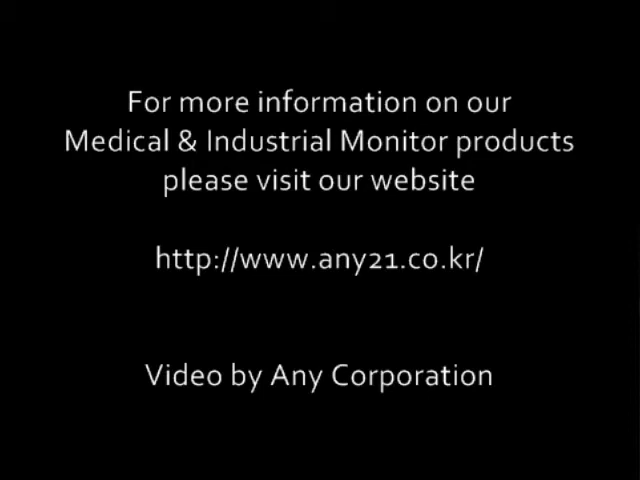 For more information on our
Medical & Industrial Monitor products
please visit our website
http://www.any21.co.kr/
Video by Any Corporation